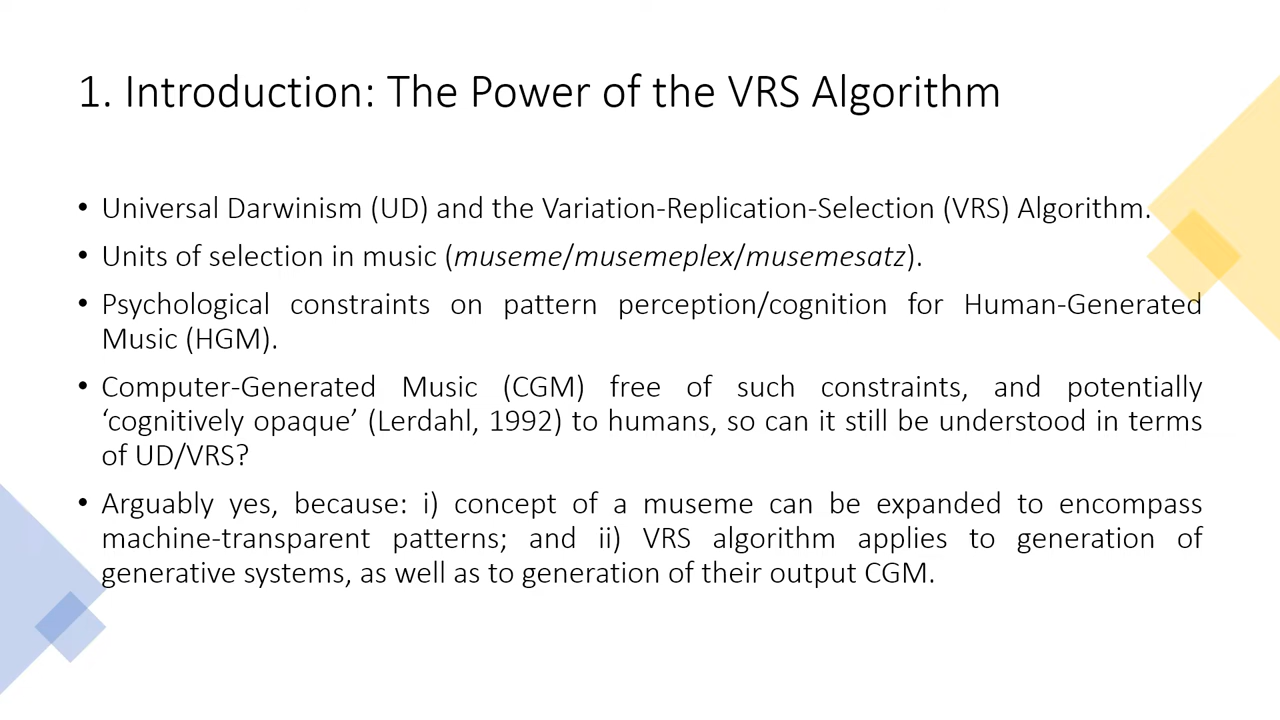 1. Introduction: The Power of the VRS Algorithm
• Universal Darwinism (UD) and the Variation-Replication-Selection (VRS) Algorithm.
• Units of selection in music (museme/musemeplex/musemesatz).
• Psychological constraints on pattern perception/cognition for Human-Generated
Music (HGM).
• Computer-Generated Music (CGM) free of such constraints, and potentially
‘cognitively opaque’ (Lerdahl, 1992) to humans, so can it still be understood in terms
of UD/VRS?
• Arguably yes, because: i) concept of a museme can be expanded to encompass
machine-transparent patterns; and ii) VRS algorithm applies to generation of
generative systems, as well as to generation of their output CGM.